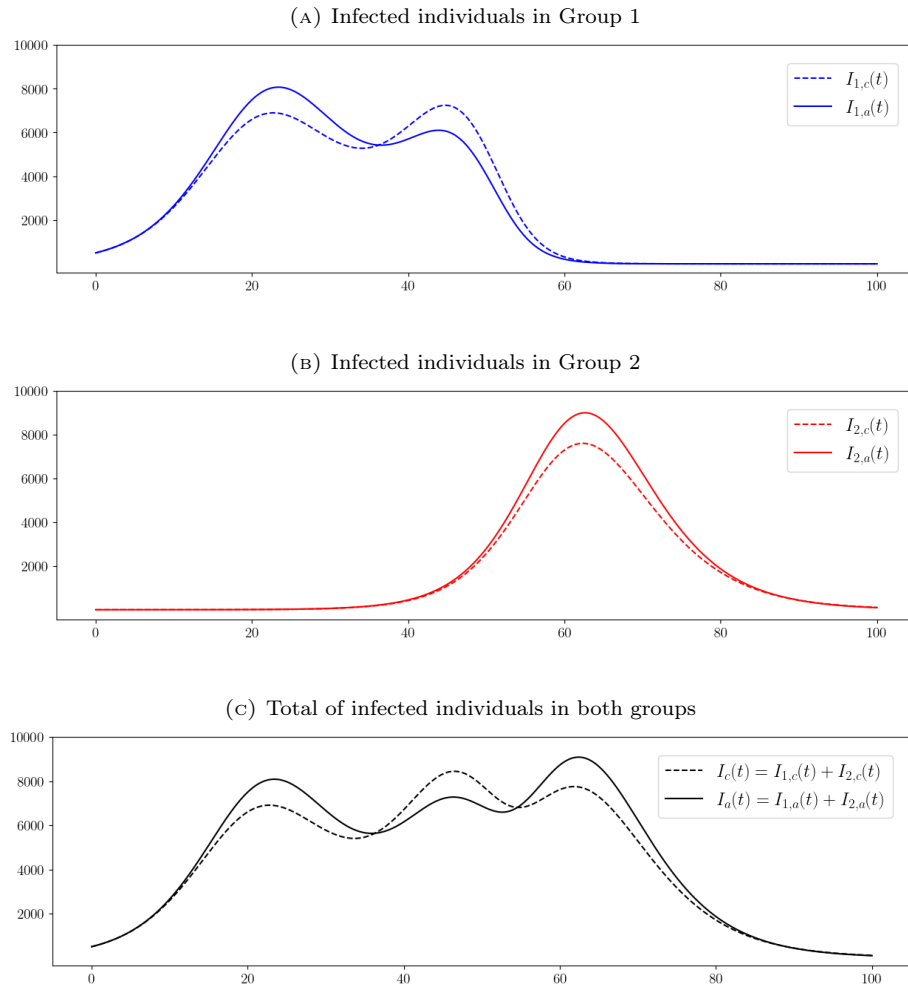 (A) Infected individuals in Group 1
10000
8000
6000
4000
2000
I1,c(t)
I1,a(t)
0 20 40 60 80 100
(B) Infected individuals in Group 2
10000
8000
6000
4000
2000
I2,c(t)
I2,a(t)
0 20 40 60 80 100
(C) Total of infected individuals in both groups
10000
8000
6000
4000
2000
Ic(t) = I1,c(t) + I2,c(t)
Ia(t) = I1,a(t) + I2,a(t)
0 20 40 60 80 100